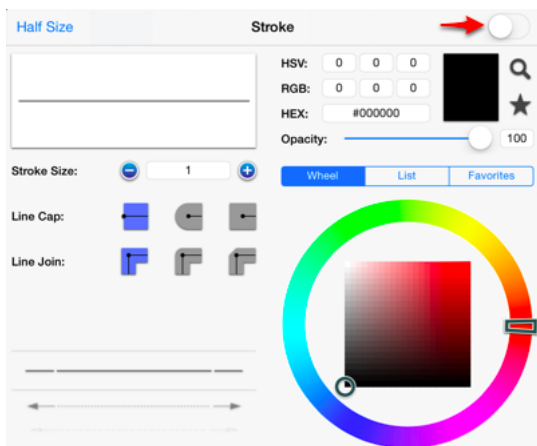 Half Size
Stroke
HSV: 0 0 0
RGB: 0 0 0
HEX: #000000
Opacity: 100
Stroke Size: 1
Wheel List Favorites
Line Cap:
Line Join: